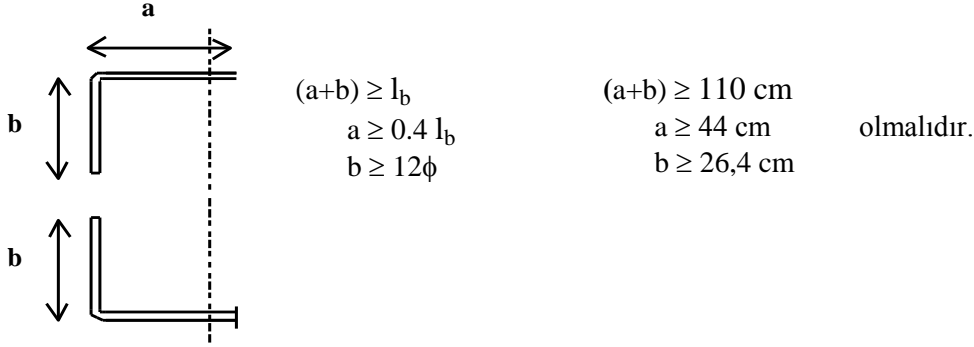 a
b
(a+b) ≥ l_b (a+b) ≥ 110 cm
a ≥ 0.4 l_b a ≥ 44 cm olmalıdır.
b ≥ 12ϕ b ≥ 26,4 cm
b